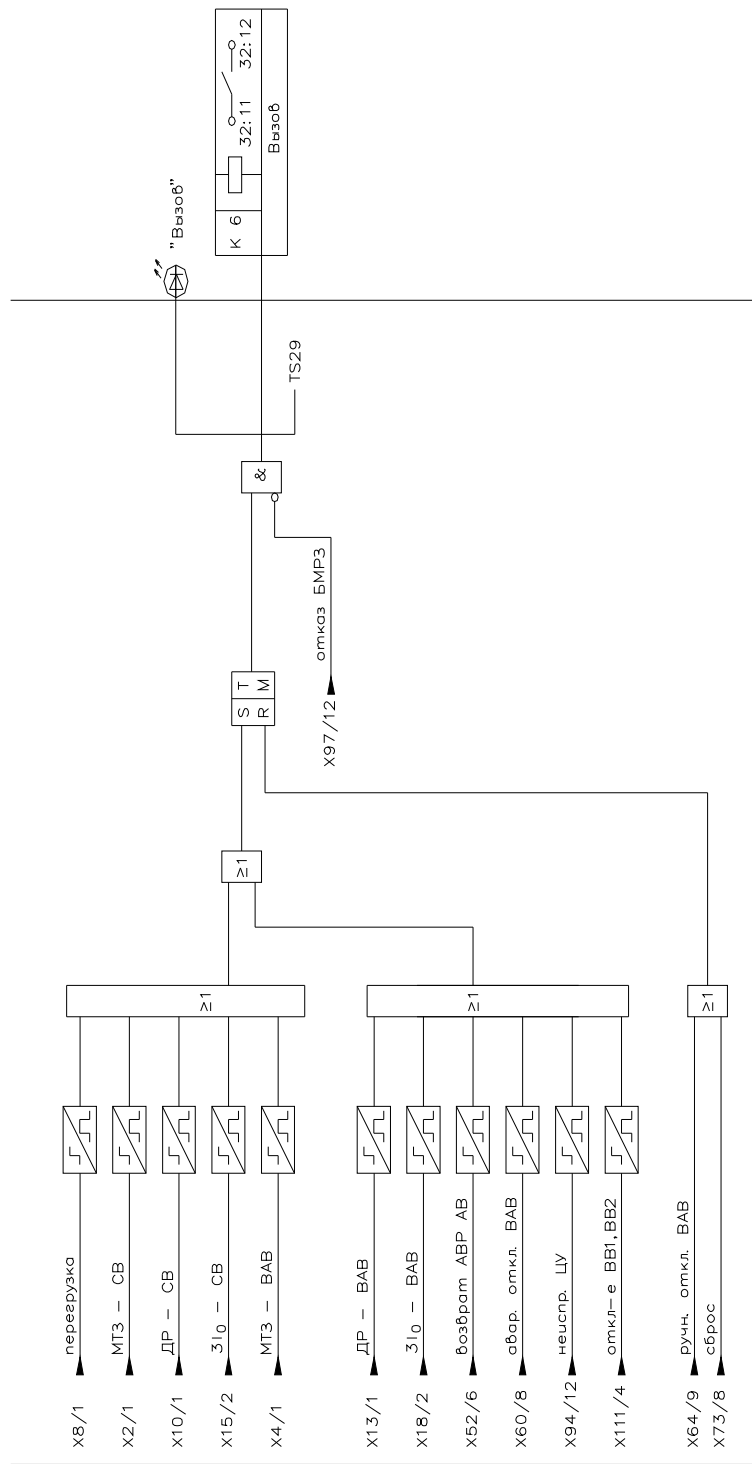 X8/1 перегрузка
X2/1 МТЗ – СВ
X10/1 ДР – СВ
X15/2 3I0 – СВ
X4/1 МТЗ – ВАВ
X13/1 ДР – ВАВ
X18/2 3I0 – ВАВ
X52/6 возврат АВР АВ
X60/8 авар. откл. ВАВ
X94/12 неиспр. ЦУ
X111/4 откл–е ВВ1,ВВ2
X64/9 ручн. откл. ВАВ
X73/8 сброс
≥1
≥1
≥1
≥1
S T
R M
X97/12 отказ БМРЗ
&
TS29
"Вызов"
К 6
32:11 32:12
Вызов